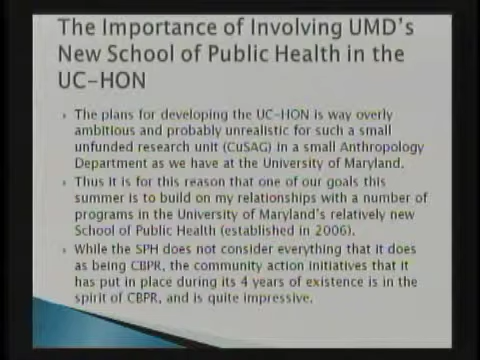 The Importance of Involving UMD's
New School of Public Health in the
UC-HON
The plans for developing the UC-HON is way overly
ambitious and probably unrealistic for such a small
unfunded research unit (CuSAG) in a small Anthropology
Department as we have at the University of Maryland.
Thus it is for this reason that one of our goals this
summer is to build on my relationships with a number of
programs in the University of Maryland's relatively new
School of Public Health (established in 2006).
While the SPH does not consider everything that it does
as being CBPR, the community action initiatives that it
has put in place during its 4 years of existence is in the
spirit of CBPR, and is quite impressive.